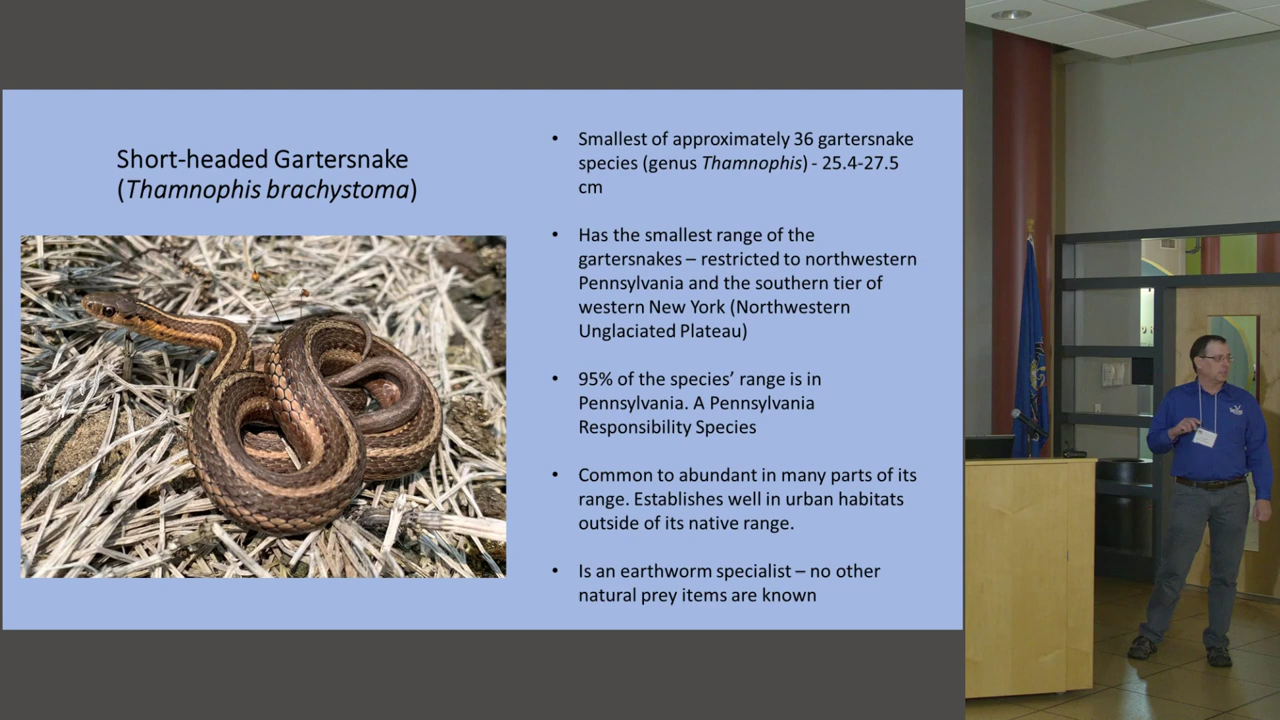 Short-headed Gartersnake
(Thamnophis brachystoma)
• Smallest of approximately 36 gartersnake
species (genus Thamnophis) - 25.4-27.5
cm
• Has the smallest range of the
gartersnakes – restricted to northwestern
Pennsylvania and the southern tier of
western New York (Northwestern
Unglaciated Plateau)
• 95% of the species’ range is in
Pennsylvania. A Pennsylvania
Responsibility Species
• Common to abundant in many parts of its
range. Establishes well in urban habitats
outside of its native range.
• Is an earthworm specialist – no other
natural prey items are known